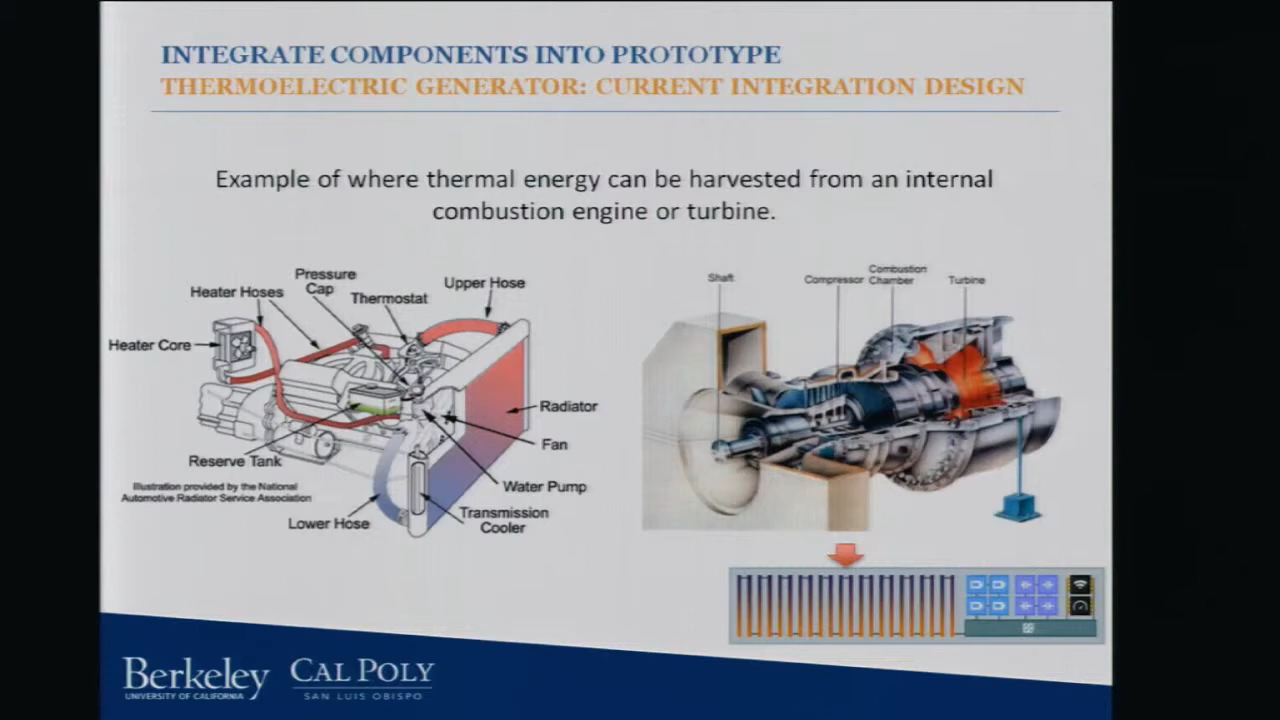 INTEGRATE COMPONENTS INTO PROTOTYPE
THERMOELECTRIC GENERATOR: CURRENT INTEGRATION DESIGN
Example of where thermal energy can be harvested from an internal
combustion engine or turbine.
Pressure
Cap
Heater Hoses
Thermostat
Upper Hose
Heater Core
Radiator
Fan
Reserve Tank
Water Pump
Illustration provided by the National
Automotive Radiator Service Association
Lower Hose
Transmission
Cooler
Shaft
Compressor
Combustion
Chamber
Turbine
Berkeley
UNIVERSITY OF CALIFORNIA
CAL POLY
SAN LUIS OBISPO